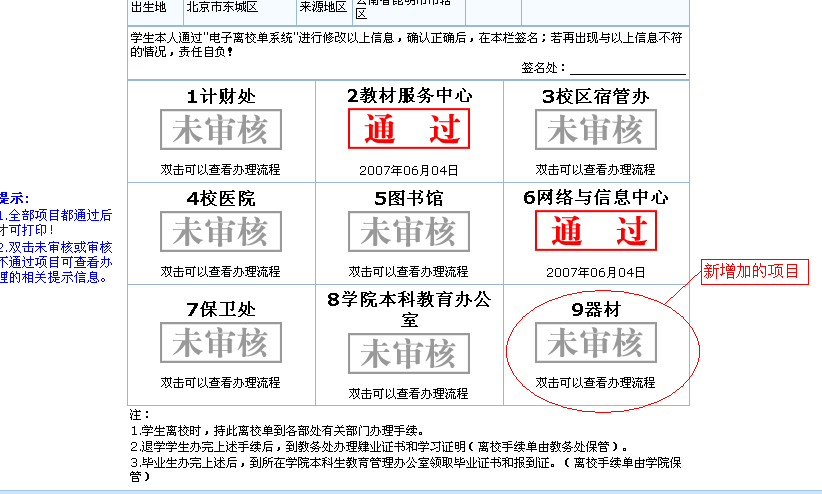 出生地 北京市东城区 来源地区 云南省昆明市市辖区
学生本人通过"电子离校单系统"进行修改以上信息，确认正确后，在本栏签名；若再出现与以上信息不符
的情况，责任自负！
签名处：
1计财处 2教材服务中心 3校区宿管办
未审核 通 过 未审核
双击可以查看办理流程 2007年06月04日 双击可以查看办理流程
提示:
1.全部项目都通过后
才可打印！
2.双击未审核或审核
不通过项目可查看办
理的相关提示信息。
4校医院 5图书馆 6网络与信息中心
未审核 未审核 通 过
双击可以查看办理流程 双击可以查看办理流程 2007年06月04日
新增加的项目
7保卫处 8学院本科教育办公
室 9器材
未审核 未审核 未审核
双击可以查看办理流程 双击可以查看办理流程 双击可以查看办理流程
注：
1.学生离校时，持此离校单到各部处有关部门办理手续。
2.退学学生办完上述手续后，到教务处办理肄业证书和学习证明（离校手续单由教务处保管）。
3.毕业生办完上述后，到所在学院本科生教育管理办公室领取毕业证书和报到证。（离校手续单由学院保
管）